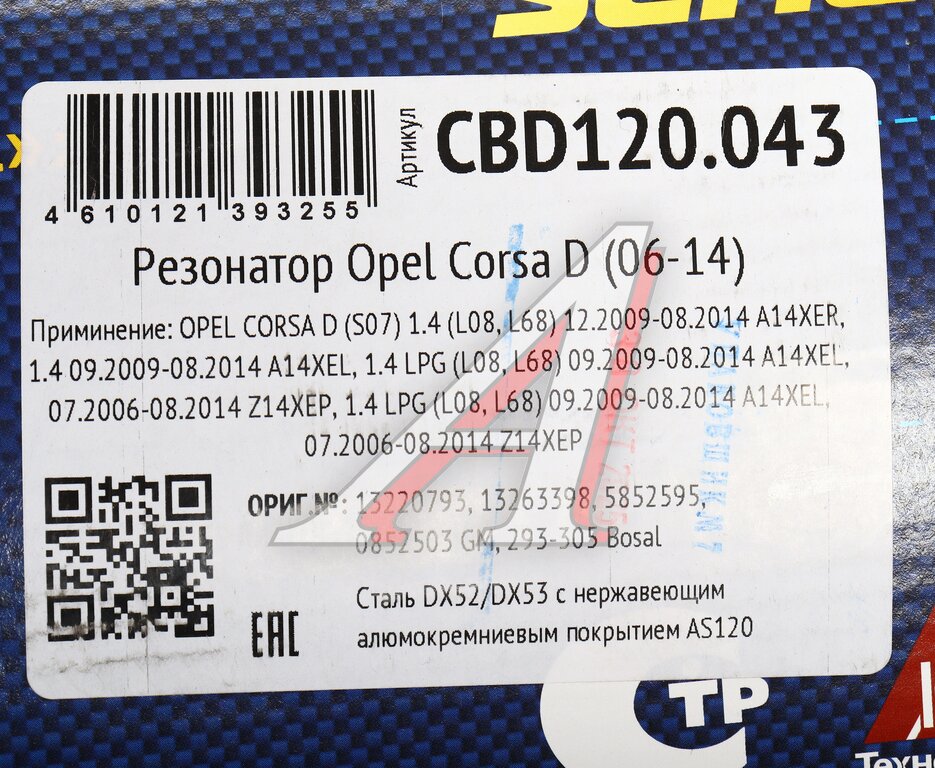 Артикул
CBD120.043
4 610121 393255
Резонатор Opel Corsa D (06-14)
Приминение: OPEL CORSA D (S07) 1.4 (L08, L68) 12.2009-08.2014 A14XER,
1.4 09.2009-08.2014 A14XEL, 1.4 LPG (L08, L68) 09.2009-08.2014 A14XEL,
07.2006-08.2014 Z14XEP, 1.4 LPG (L08, L68) 09.2009-08.2014 A14XEL,
07.2006-08.2014 Z14XEP
ОРИГ.№: 13220793, 13263398, 5852595,
0852503 GM, 293-305 Bosal
Сталь DX52/DX53 с нержавеющим
алюмокремниевым покрытием AS120
ЕАС
ТР